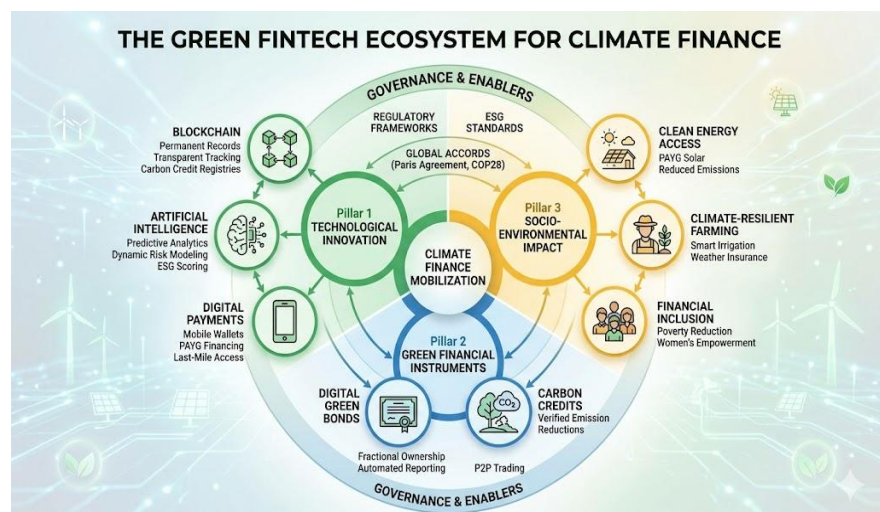 THE GREEN FINTECH ECOSYSTEM FOR CLIMATE FINANCE
GOVERNANCE & ENABLERS
REGULATORY
FRAMEWORKS
ESG
STANDARDS
GLOBAL ACCORDS
(Paris Agreement, COP28)
BLOCKCHAIN
Permanent Records
Transparent Tracking
Carbon Credit Registries
ARTIFICIAL
INTELLIGENCE
Predictive Analytics
Dynamic Risk Modeling
ESG Scoring
DIGITAL
PAYMENTS
Mobile Wallets
PAYG Financing
Last-Mile Access
Pillar 1
TECHNOLOGICAL
INNOVATION
CLIMATE
FINANCE
MOBILIZATION
Pillar 3
SOCIO-
ENVIRONMENTAL
IMPACT
CLEAN ENERGY
ACCESS
PAYG Solar
Reduced Emissions
CLIMATE-RESILIENT
FARMING
Smart Irrigation
Weather Insurance
FINANCIAL
INCLUSION
Poverty Reduction
Women's Empowerment
Pillar 2
GREEN FINANCIAL
INSTRUMENTS
DIGITAL
GREEN
BONDS
Fractional Ownership
Automated Reporting
CO2
CARBON
CREDITS
Verified Emission
Reductions
P2P Trading
GOVERNANCE & ENABLERS